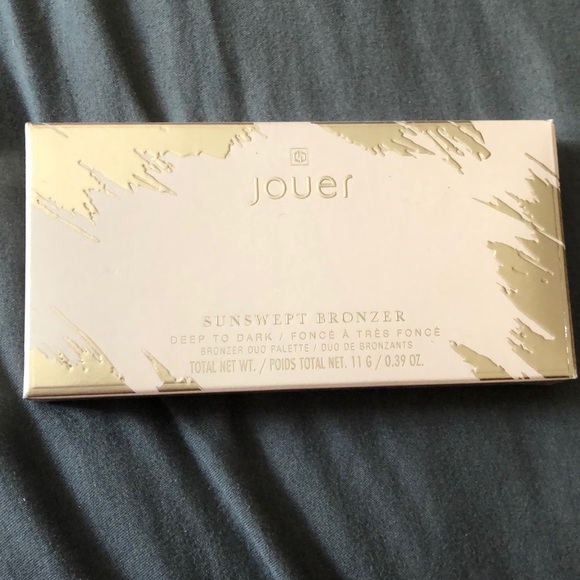 Jouer
SUNSWEPT BRONZER
DEEP TO DARK / FONCÉ À TRÈS FONCÉ
BRONZER DUO PALETTE / DUO DE BRONZANTS
TOTAL NET WT. / POIDS TOTAL NET. 11 G / 0.39 OZ.